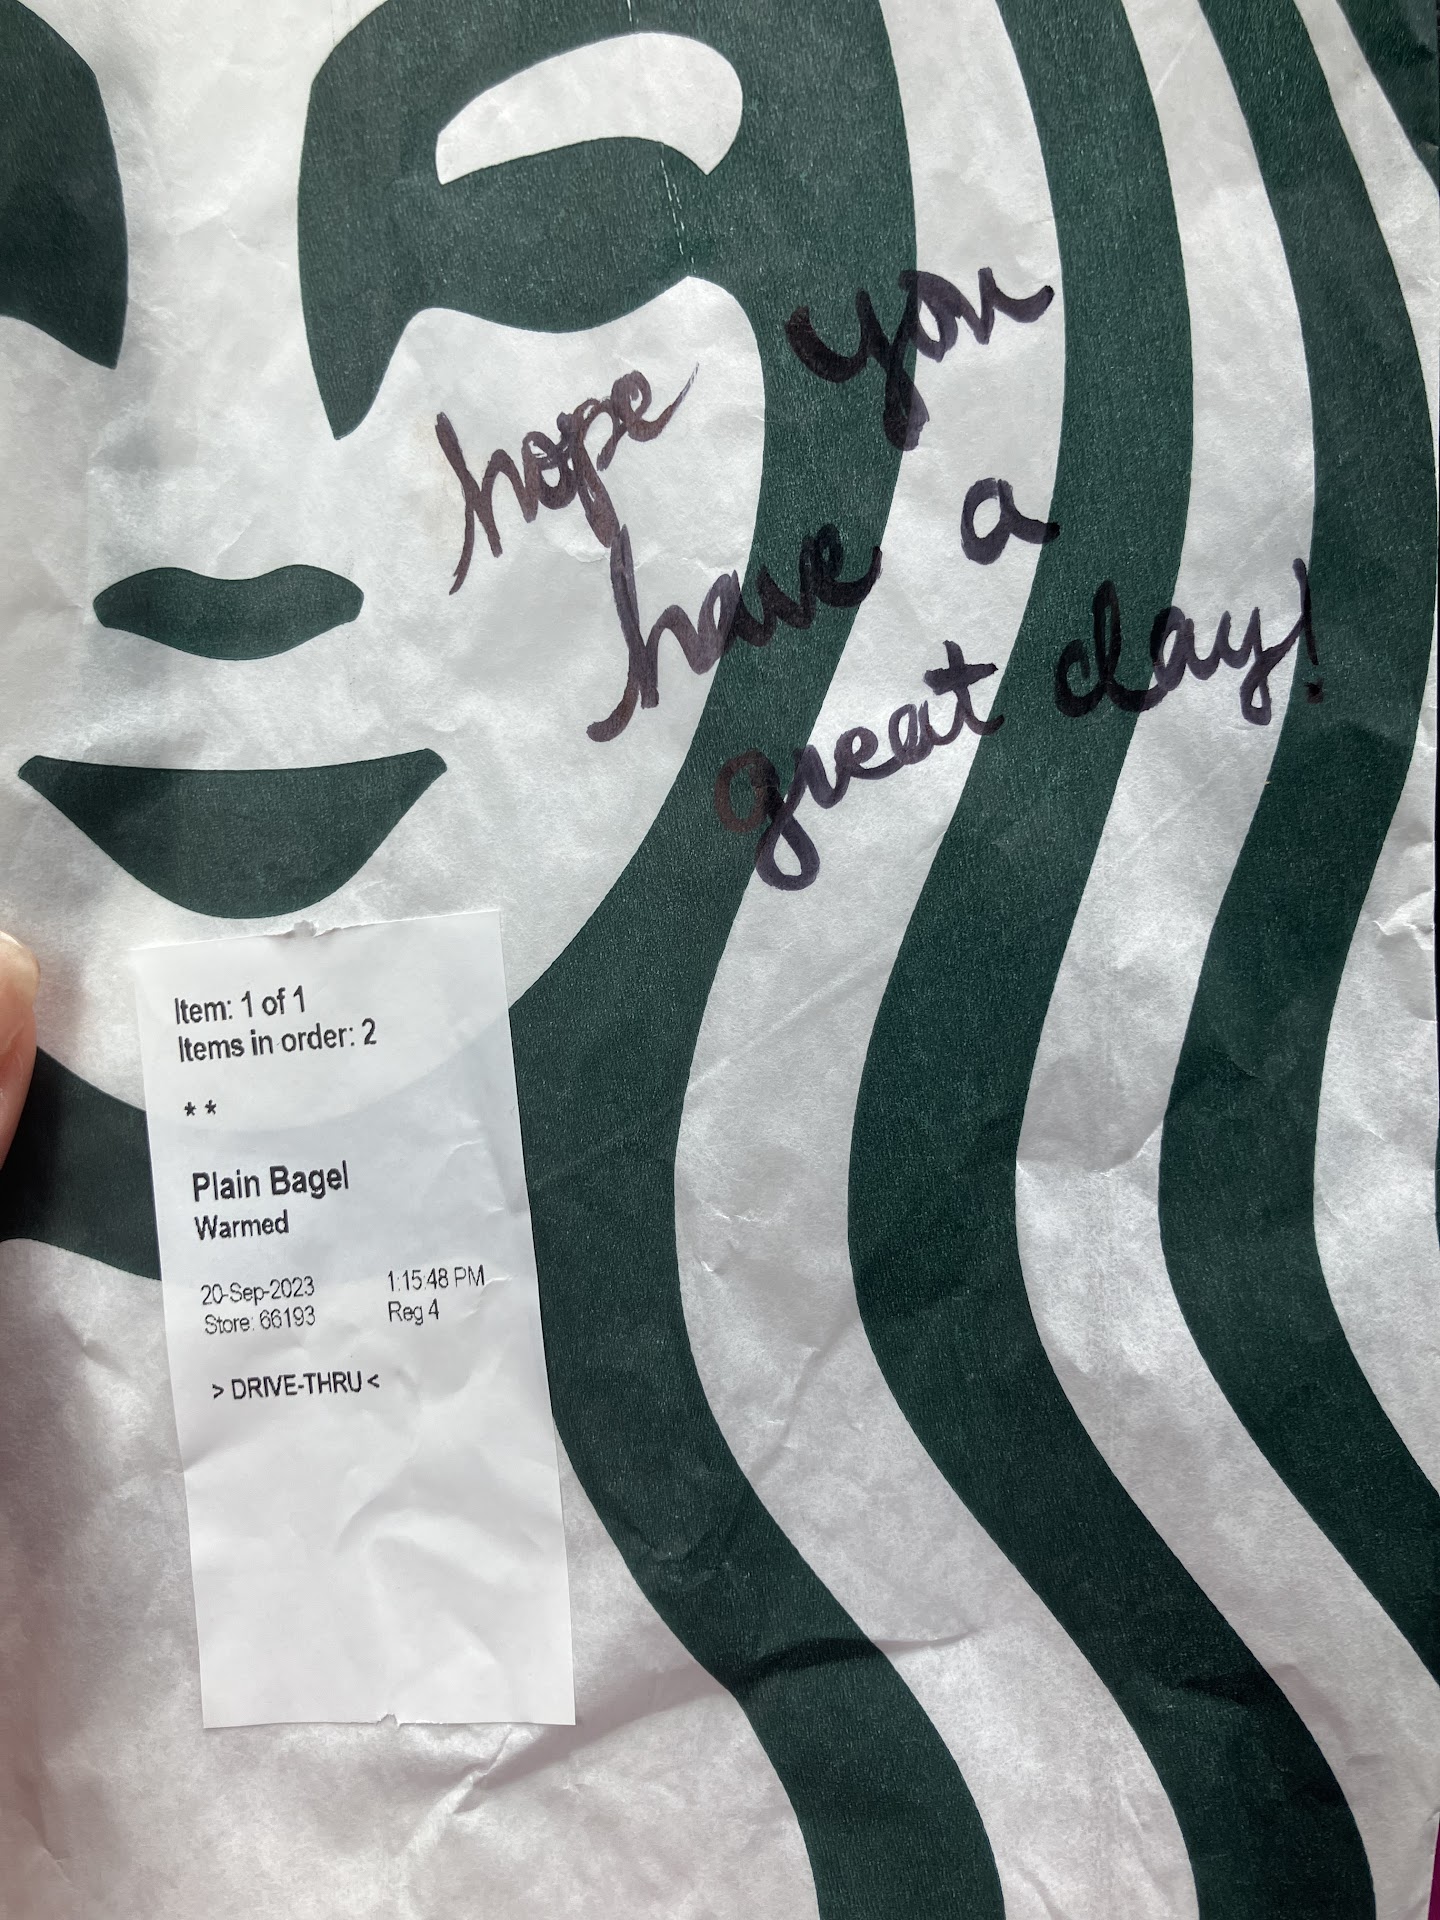 hope you
have a
great day!
Item: 1 of 1
Items in order: 2
* *
Plain Bagel
Warmed
20-Sep-2023 1:15:48 PM
Store: 66193 Reg 4
> DRIVE-THRU <